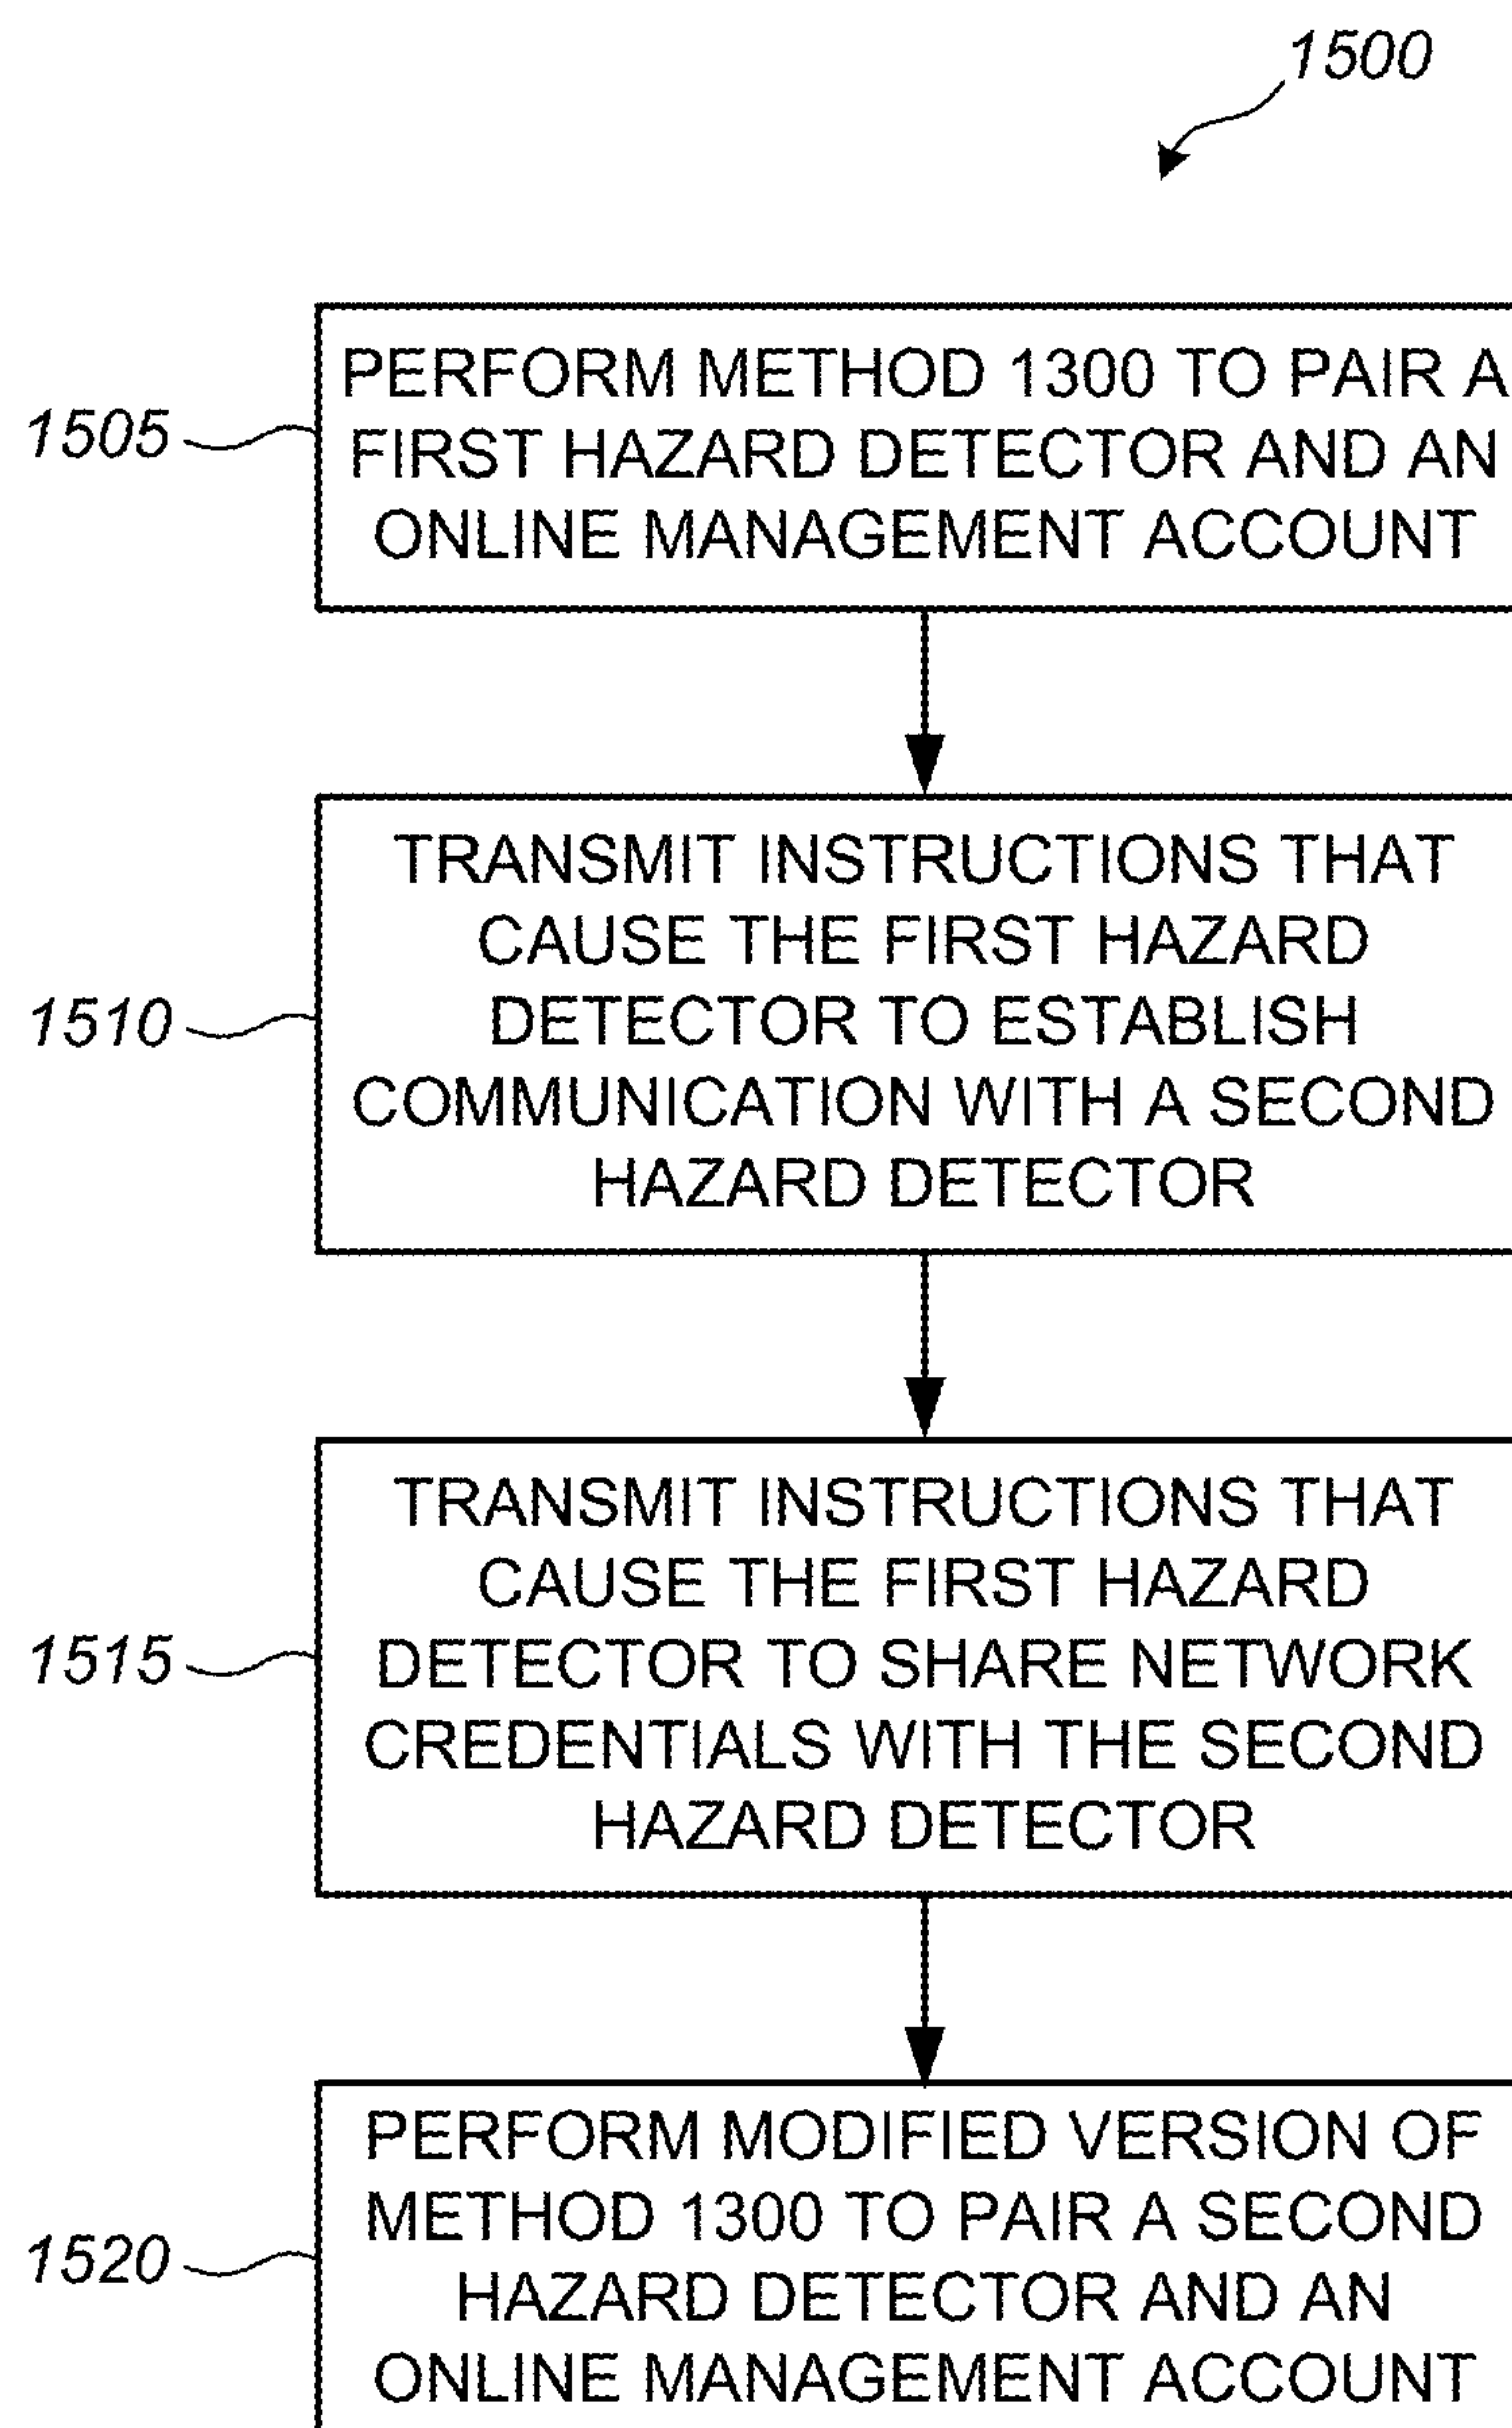 1500
1505
PERFORM METHOD 1300 TO PAIR A
FIRST HAZARD DETECTOR AND AN
ONLINE MANAGEMENT ACCOUNT
1510
TRANSMIT INSTRUCTIONS THAT
CAUSE THE FIRST HAZARD
DETECTOR TO ESTABLISH
COMMUNICATION WITH A SECOND
HAZARD DETECTOR
1515
TRANSMIT INSTRUCTIONS THAT
CAUSE THE FIRST HAZARD
DETECTOR TO SHARE NETWORK
CREDENTIALS WITH THE SECOND
HAZARD DETECTOR
1520
PERFORM MODIFIED VERSION OF
METHOD 1300 TO PAIR A SECOND
HAZARD DETECTOR AND AN
ONLINE MANAGEMENT ACCOUNT